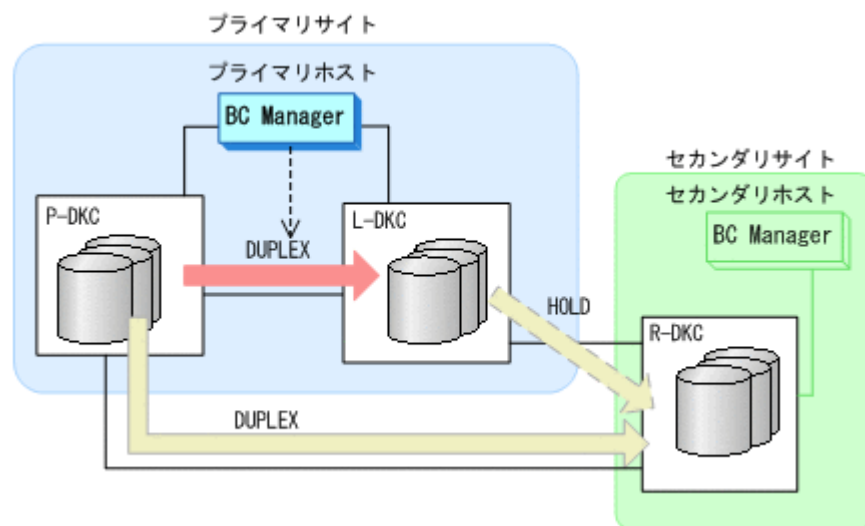 プライマリサイト
プライマリホスト
BC Manager
セカンダリサイト
セカンダリホスト
BC Manager
P-DKC
L-DKC
DUPLEX
HOLD
R-DKC
DUPLEX